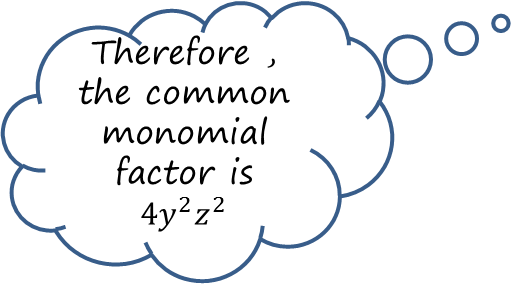 Therefore ,
the common
monomial
factor is
4y²z²